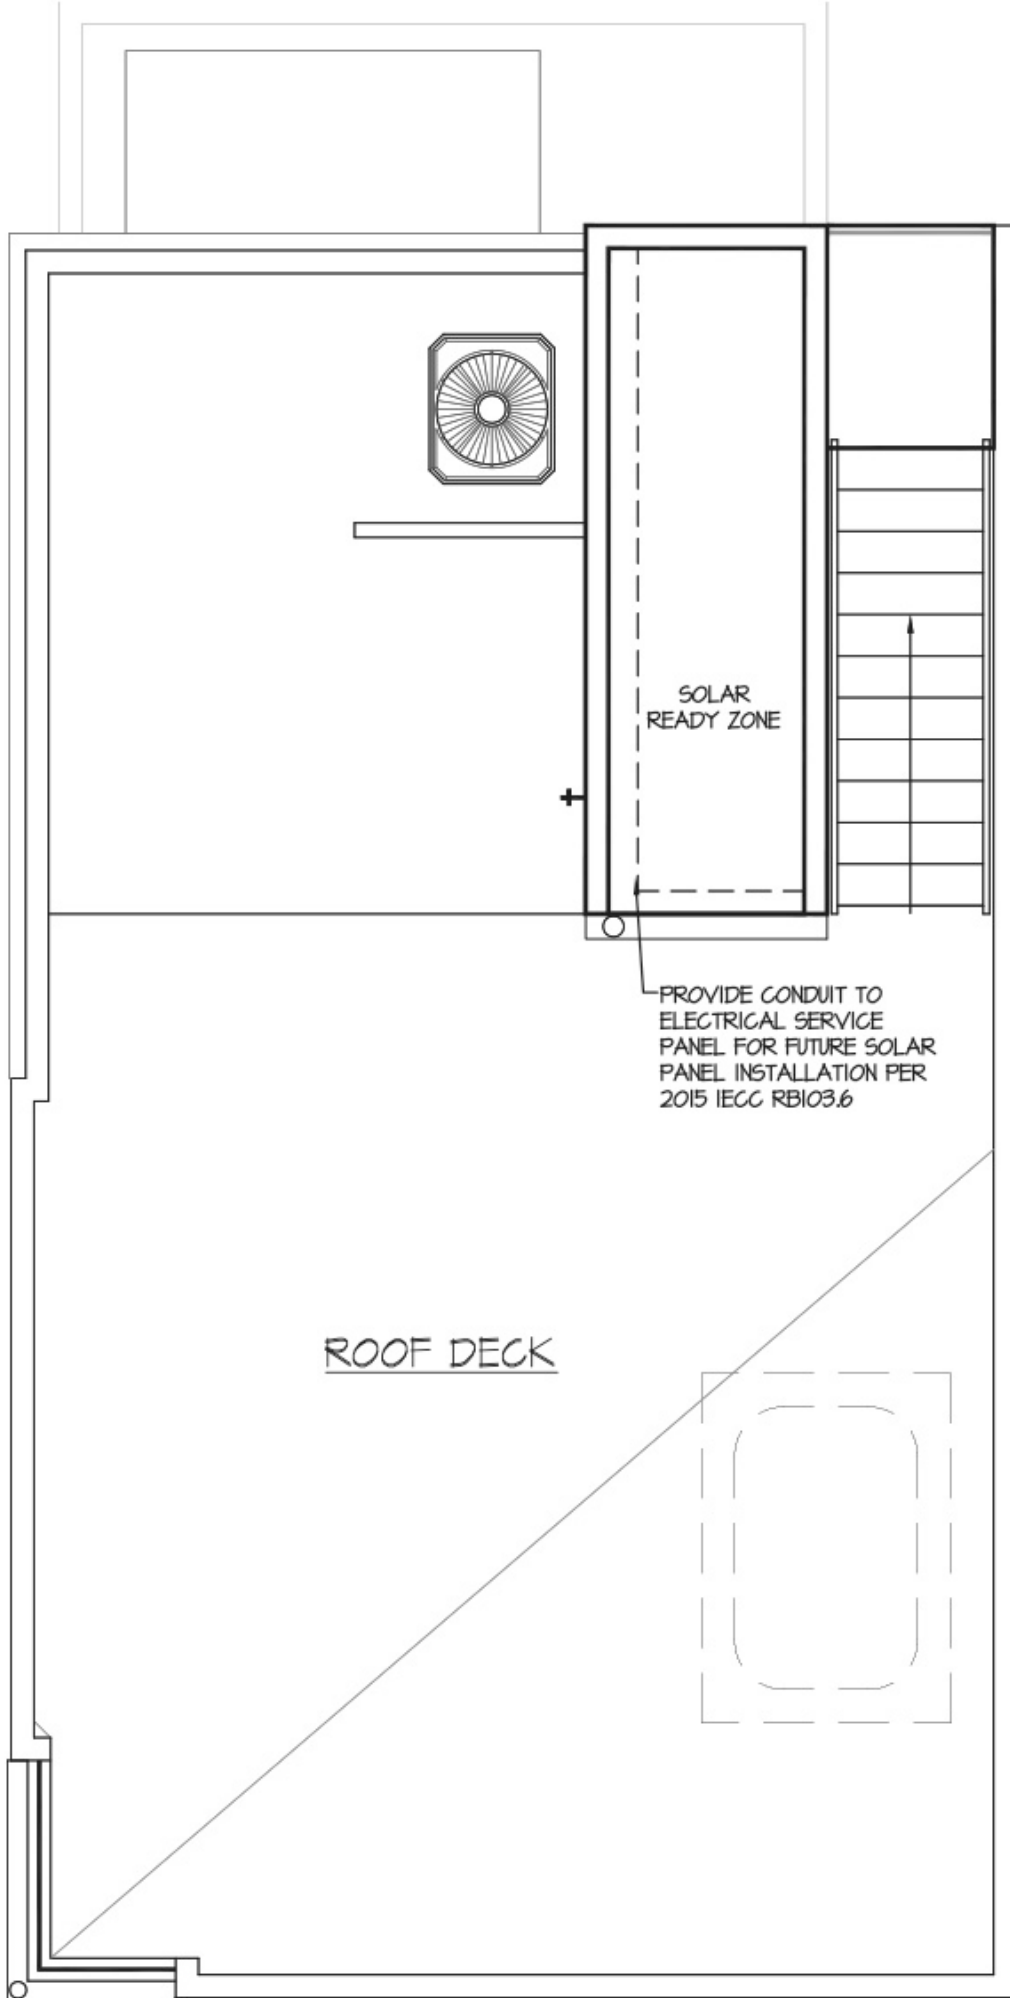 SOLAR
READY ZONE
PROVIDE CONDUIT TO
ELECTRICAL SERVICE
PANEL FOR FUTURE SOLAR
PANEL INSTALLATION PER
2015 IECC RB103.6
ROOF DECK